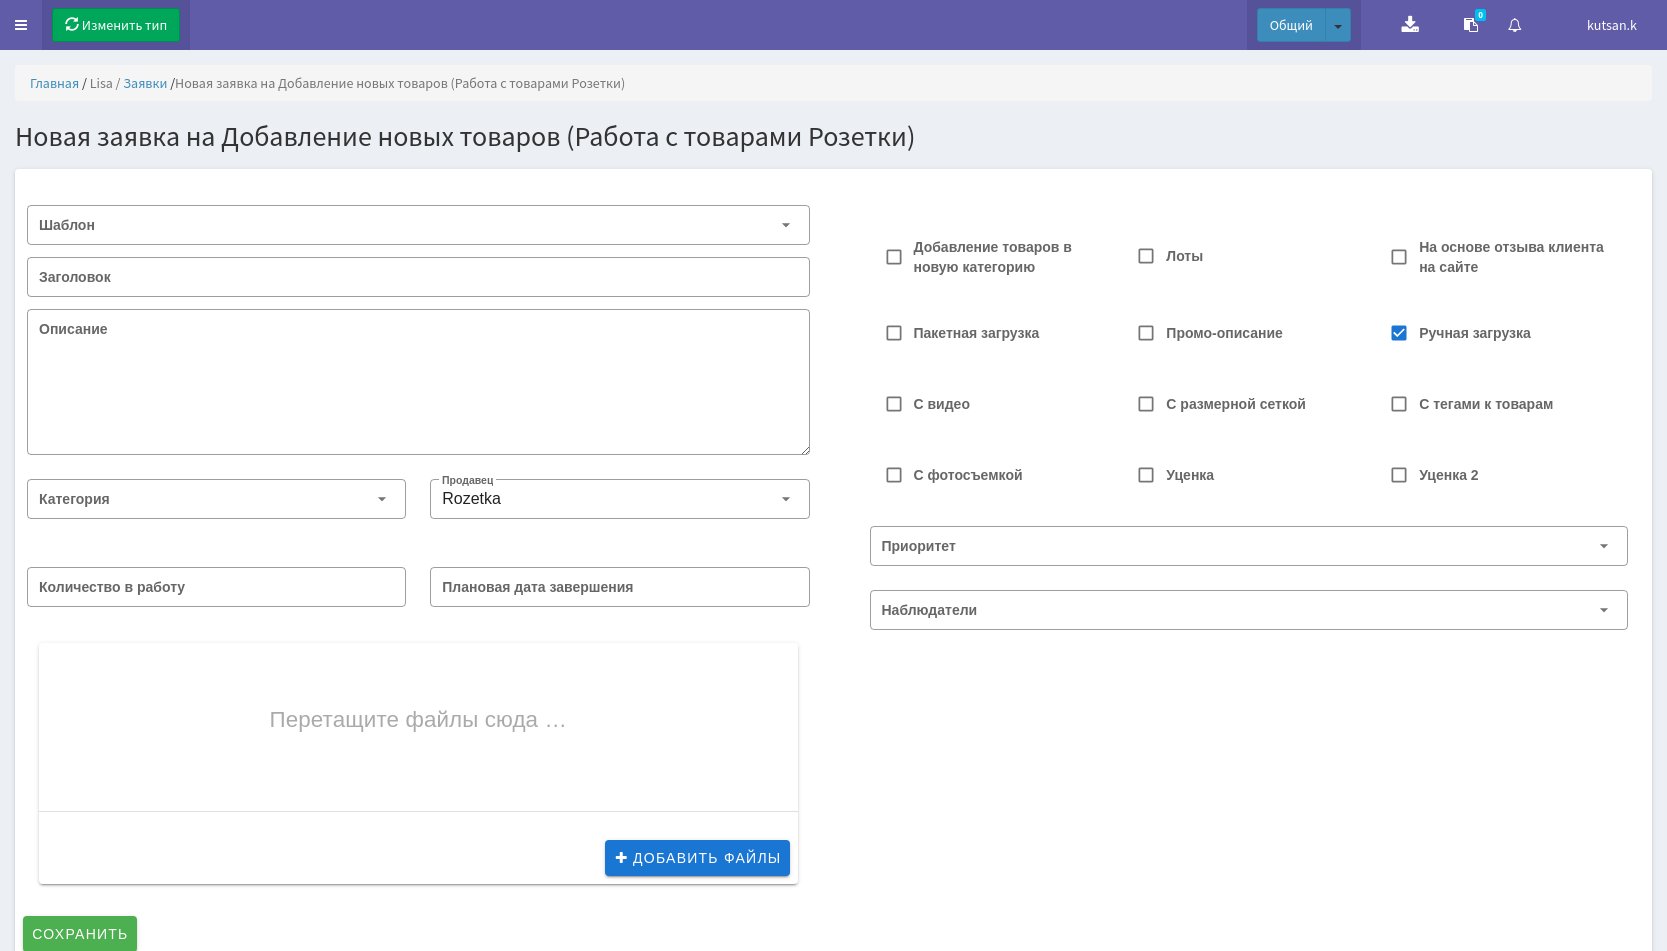 Изменить тип
Общий
0
kutsan.k
Главная / Lisa / Заявки /Новая заявка на Добавление новых товаров (Работа с товарами Розетки)
Новая заявка на Добавление новых товаров (Работа с товарами Розетки)
Шаблон
Заголовок
Описание
Категория
Продавец
Rozetka
Количество в работу
Плановая дата завершения
Перетащите файлы сюда …
ДОБАВИТЬ ФАЙЛЫ
СОХРАНИТЬ
Добавление товаров в
новую категорию
Лоты
На основе отзыва клиента
на сайте
Пакетная загрузка
Промо-описание
Ручная загрузка
С видео
С размерной сеткой
С тегами к товарам
С фотосъемкой
Уценка
Уценка 2
Приоритет
Наблюдатели